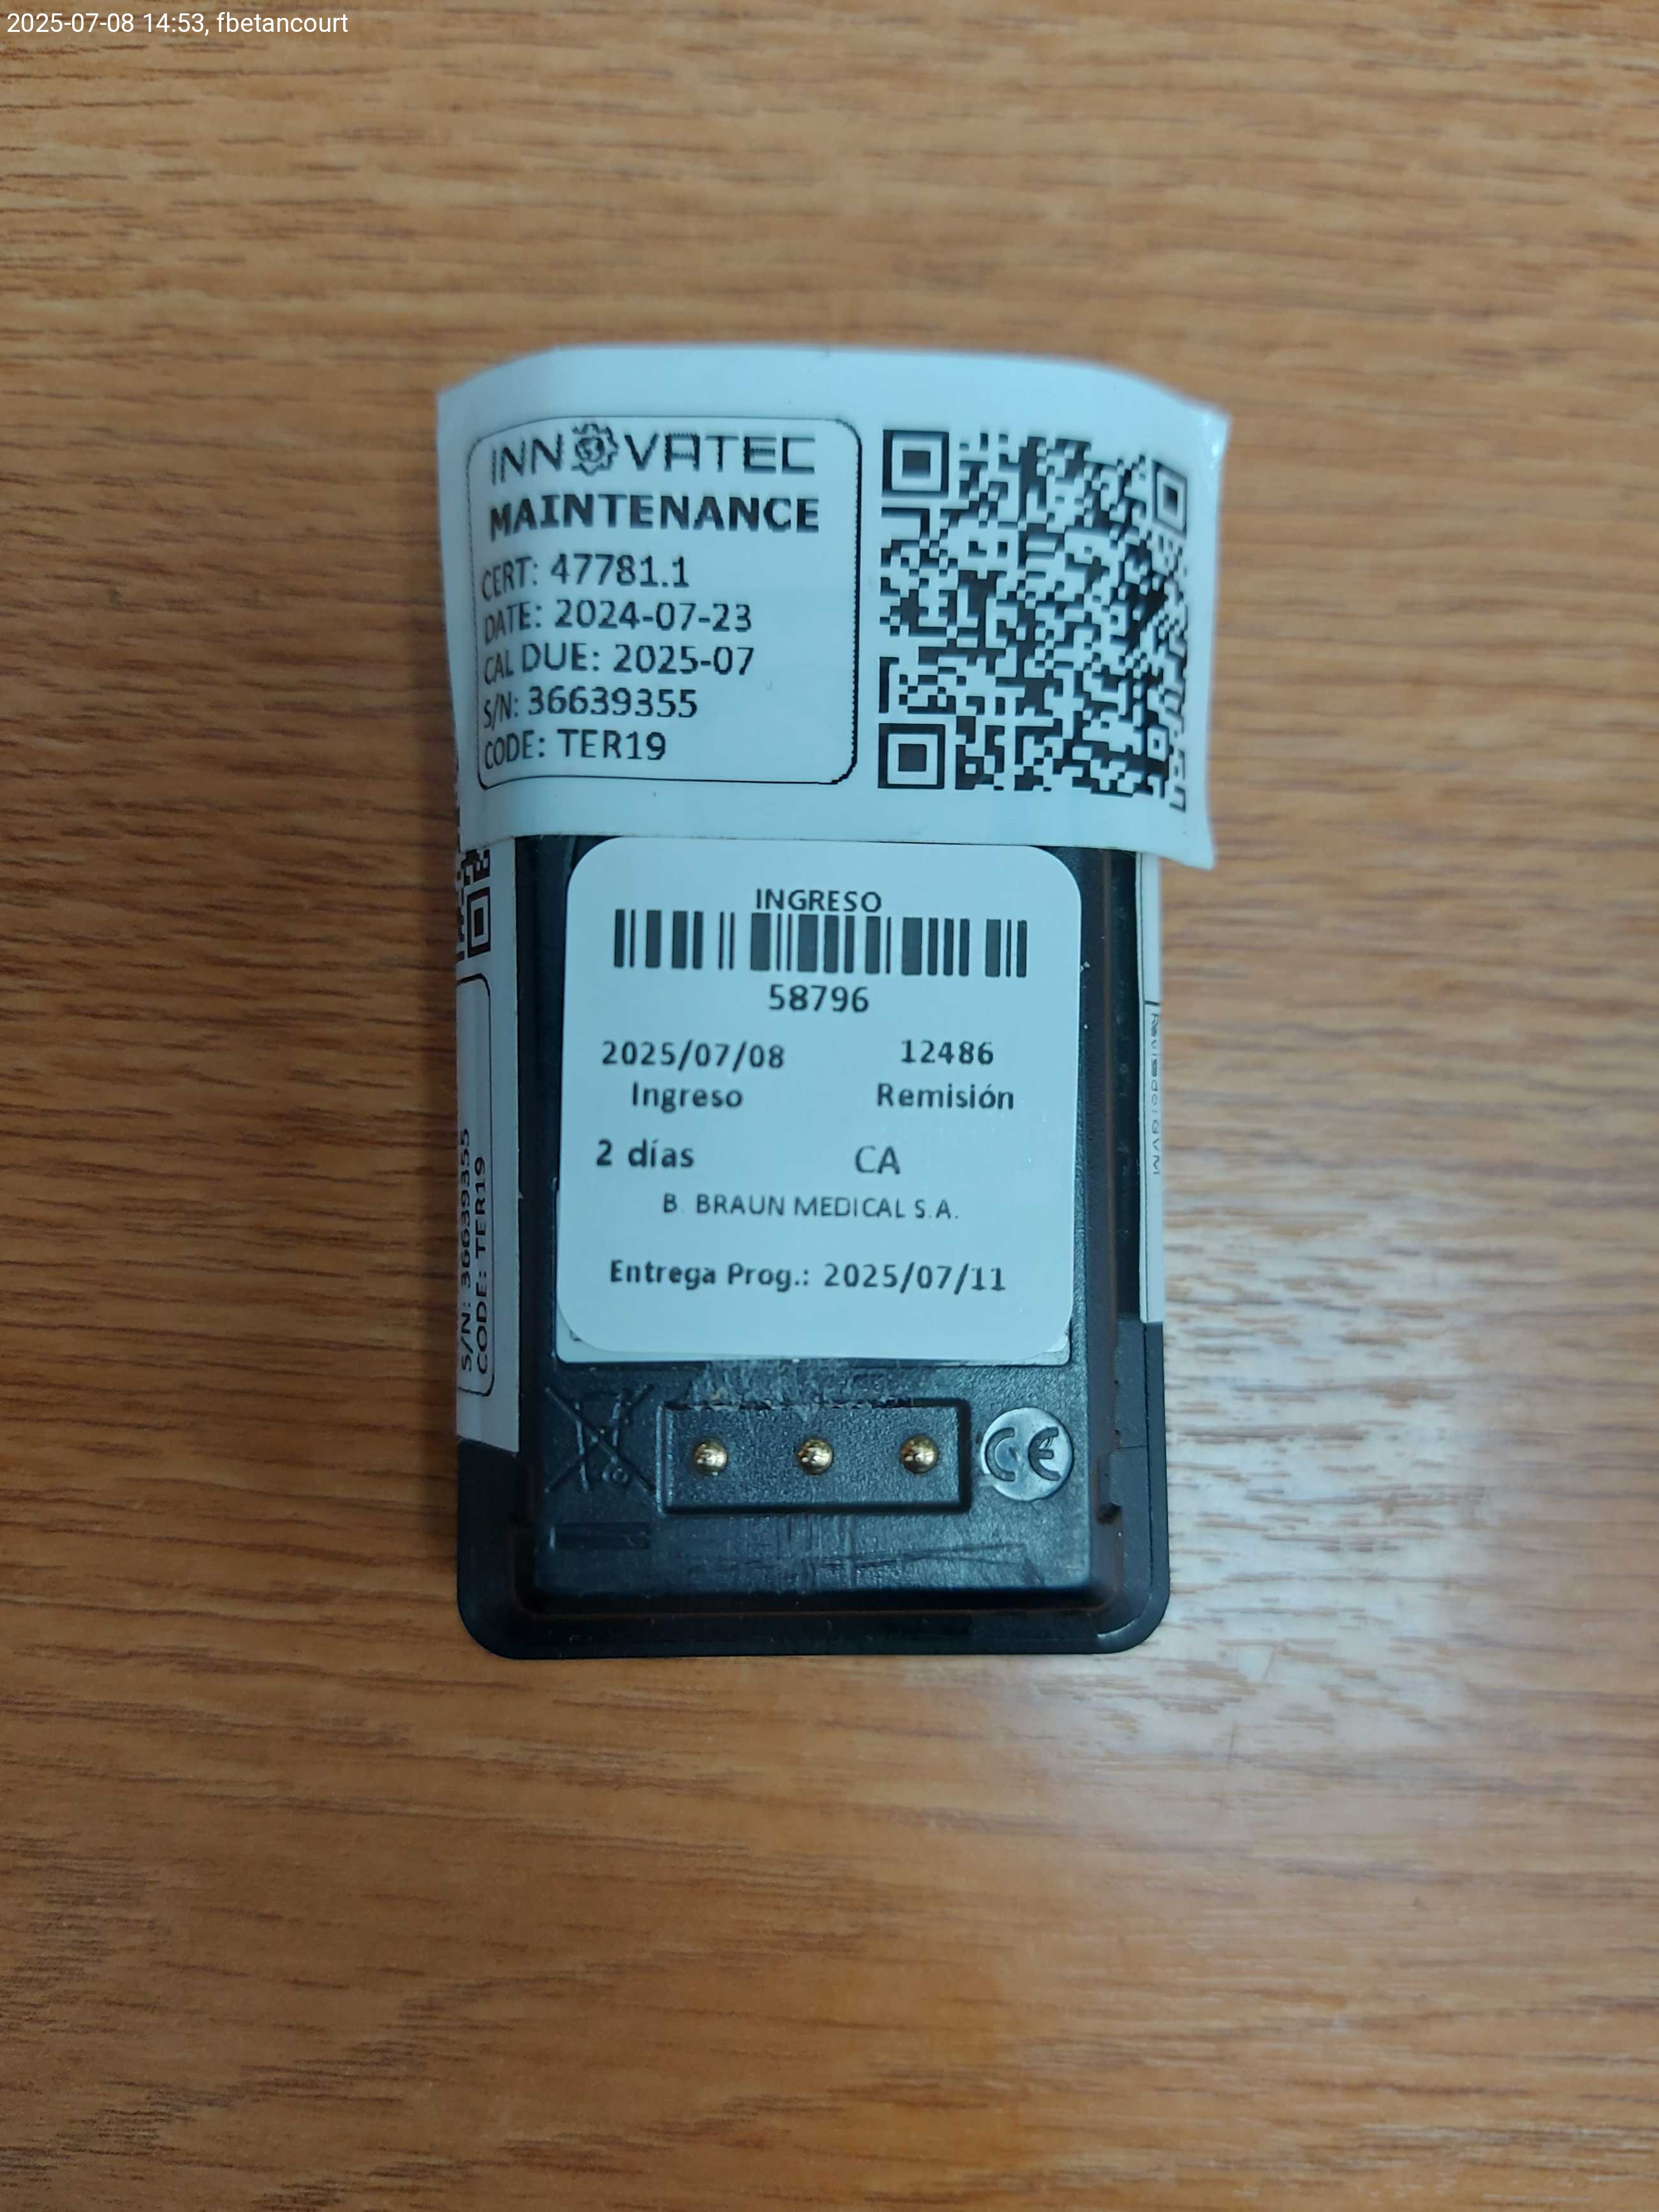 2025-07-08 14:53, fbetancourt
INNOVATEC
MAINTENANCE
CERT: 47781.1
DATE: 2024-07-23
CAL DUE: 2025-07
S/N: 36639355
CODE: TER19
INGRESO
58796
2025/07/08 12486
Ingreso Remisión
2 días CA
B. BRAUN MEDICAL S.A.
Entrega Prog.: 2025/07/11
S/N: 36639355
CODE: TER19
CE